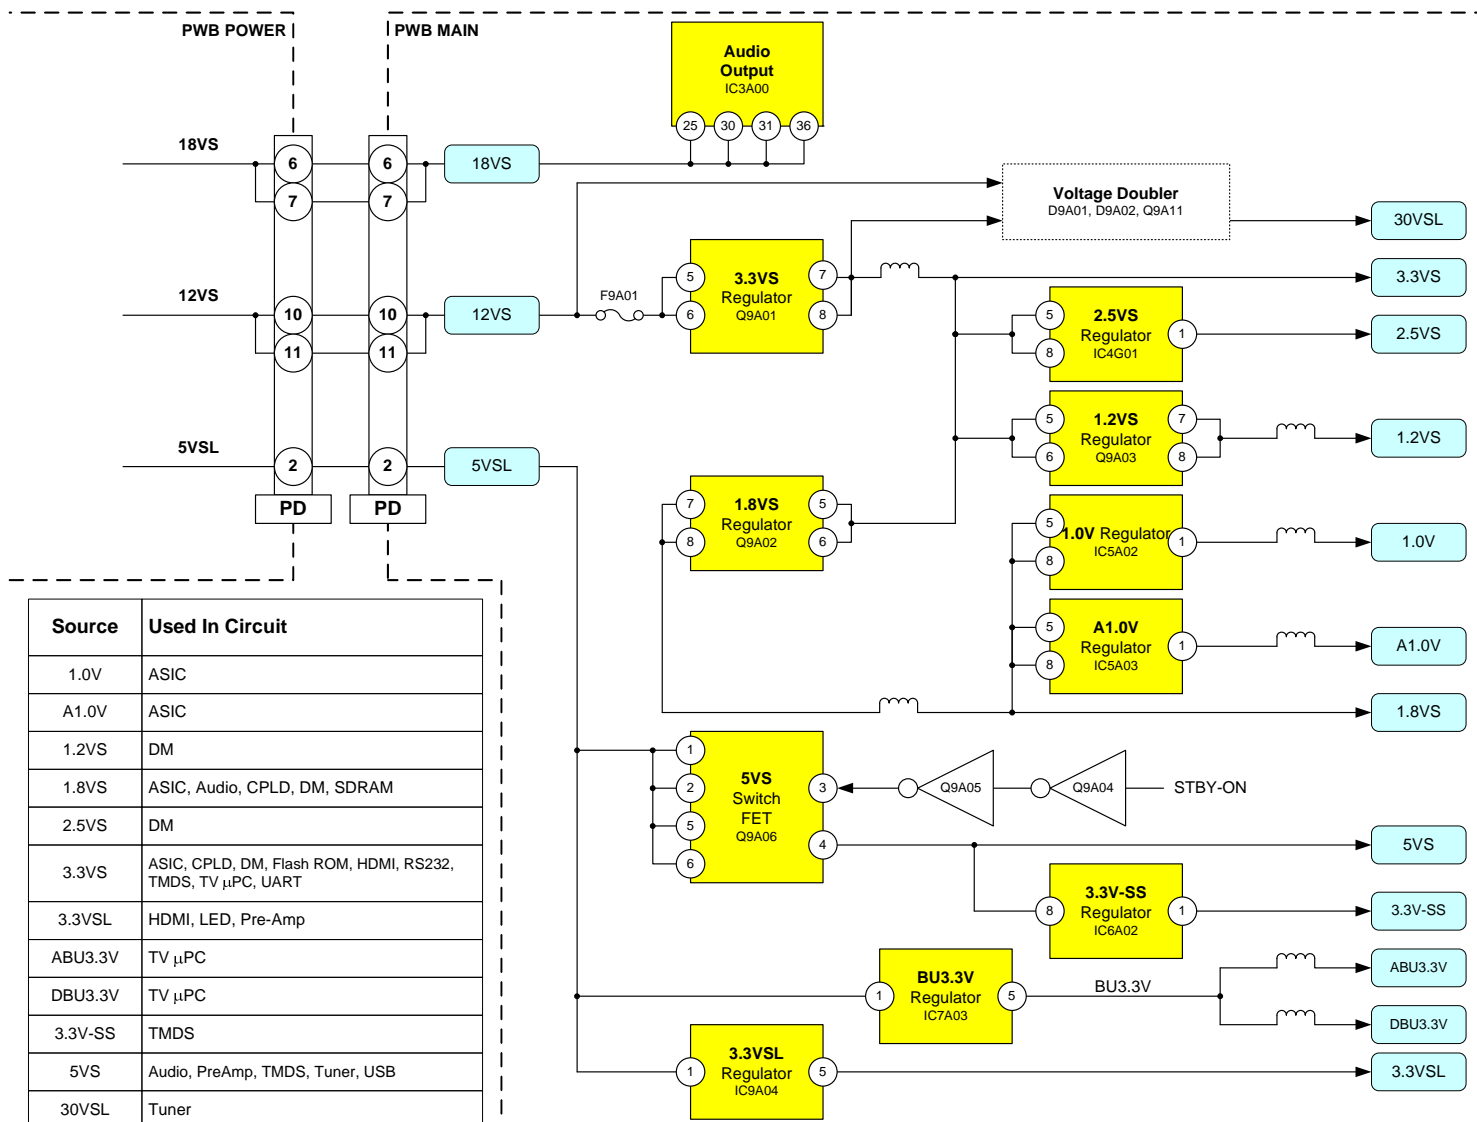 PWB POWER
PWB MAIN
Audio
Output
IC3A00
25 30 31 36
18VS
6 6
18VS
7 7
Voltage Doubler
D9A01, D9A02, Q9A11
30VSL
12VS
10 10
12VS
11 11
F9A01
5
6
3.3VS
Regulator
Q9A01
7
8
3.3VS
5
8
2.5VS
Regulator
IC4G01
1
2.5VS
5
6
1.2VS
Regulator
Q9A03
7
8
1.2VS
5VSL
2 2
5VSL
PD PD
7
8
1.8VS
Regulator
Q9A02
5
6
5
8
1.0V Regulator
IC5A02
1
1.0V
5
8
A1.0V
Regulator
IC5A03
1
A1.0V
1.8VS
1
2
5
6
5VS
Switch
FET
Q9A06
3
4
Q9A05
Q9A04
STBY-ON
5VS
8
3.3V-SS
Regulator
IC6A02
1
3.3V-SS
1
BU3.3V
Regulator
IC7A03
5
BU3.3V
ABU3.3V
DBU3.3V
1
3.3VSL
Regulator
IC9A04
5
3.3VSL
Source Used In Circuit
1.0V ASIC
A1.0V ASIC
1.2VS DM
1.8VS ASIC, Audio, CPLD, DM, SDRAM
2.5VS DM
3.3VS ASIC, CPLD, DM, Flash ROM, HDMI, RS232,
TMDS, TV μPC, UART
3.3VSL HDMI, LED, Pre-Amp
ABU3.3V TV μPC
DBU3.3V TV μPC
3.3V-SS TMDS
5VS Audio, PreAmp, TMDS, Tuner, USB
30VSL Tuner